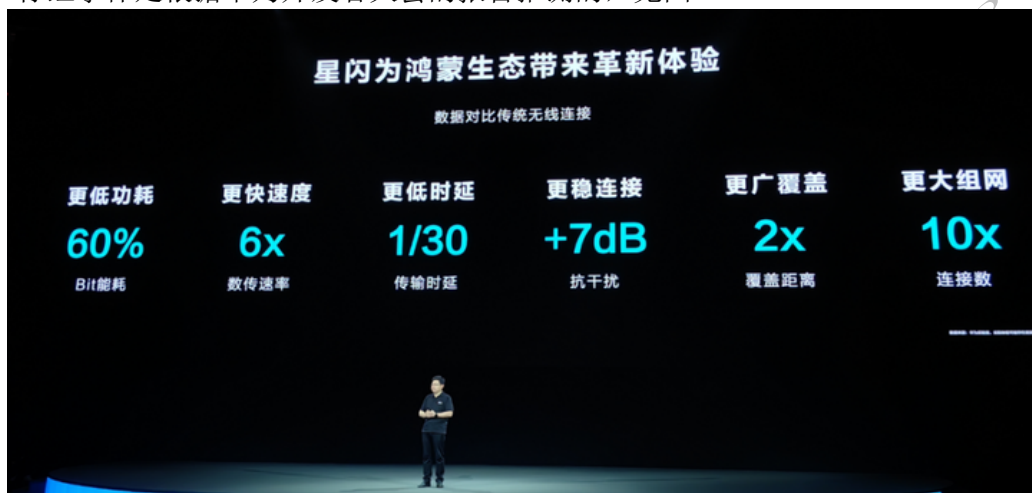 星闪为鸿蒙生态带来革新体验
数据对比传统无线连接
更低功耗 更快速度 更低时延 更稳连接 更广覆盖 更大组网
60% 6x 1/30 +7dB 2x 10x
Bit能耗 数传速率 传输时延 抗干扰 覆盖距离 连接数